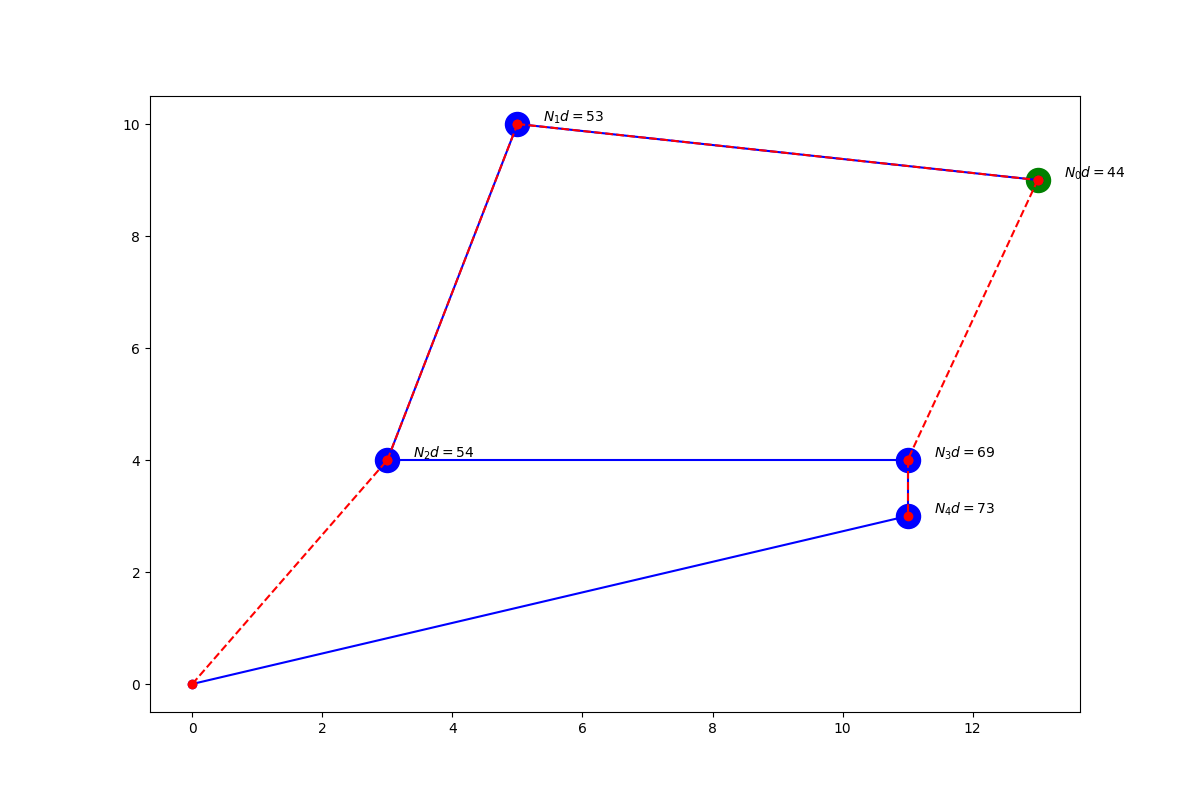 10
N₁d = 53
N₀d = 44
8
6
4
N₂d = 54
N₃d = 69
N₄d = 73
2
0
0 2 4 6 8 10 12